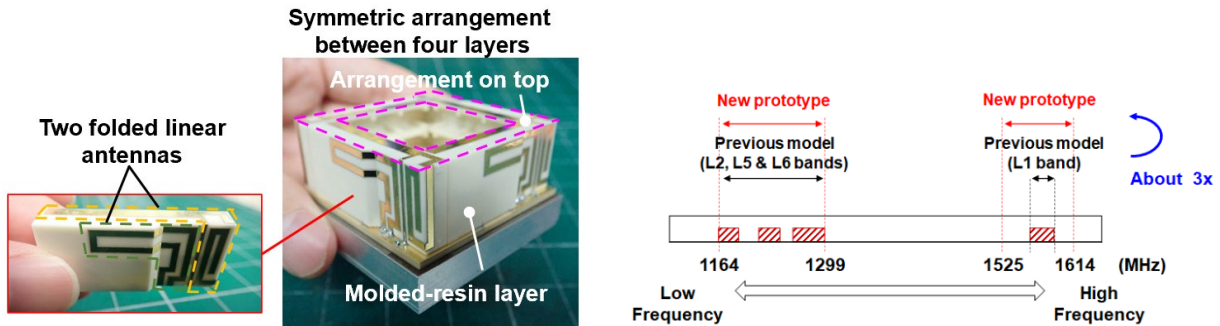 Symmetric arrangement
between four layers
Arrangement on top
Two folded linear
antennas
Molded-resin layer
New prototype
New prototype
Previous model
(L2, L5 & L6 bands)
Previous model
(L1 band)
About 3x
1164
1299
1525
1614
(MHz)
Low
Frequency
High
Frequency